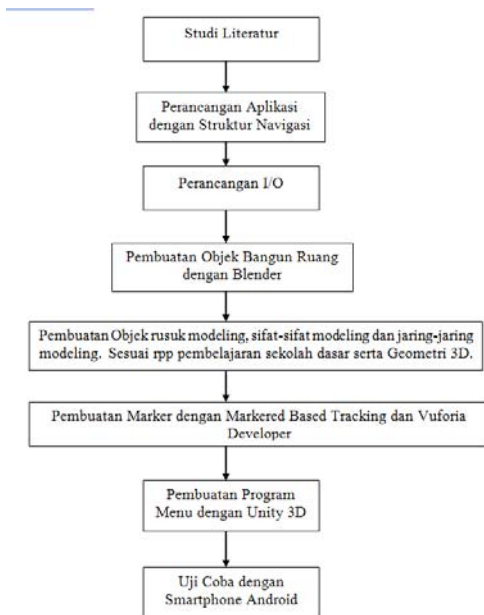 Studi Literatur
Perancangan Aplikasi
dengan Struktur Navigasi
Perancangan I/O
Pembuatan Objek Bangun Ruang
dengan Blender
Pembuatan Objek rusuk modeling, sifat-sifat modeling dan jaring-jaring
modeling. Sesuai rpp pembelajaran sekolah dasar serta Geometri 3D.
Pembuatan Marker dengan Markered Based Tracking dan Vuforia
Developer
Pembuatan Program
Menu dengan Unity 3D
Uji Coba dengan
Smartphone Android